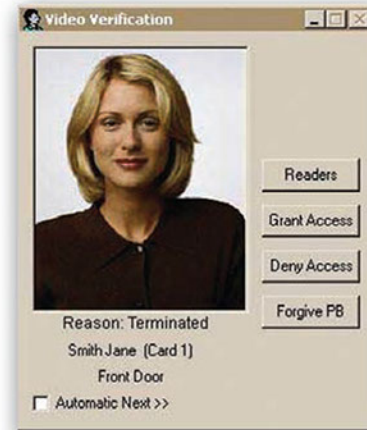 Video Verification
Readers
Grant Access
Deny Access
Forgive PB
Reason: Terminated
Smith Jane (Card 1)
Front Door
Automatic Next >>